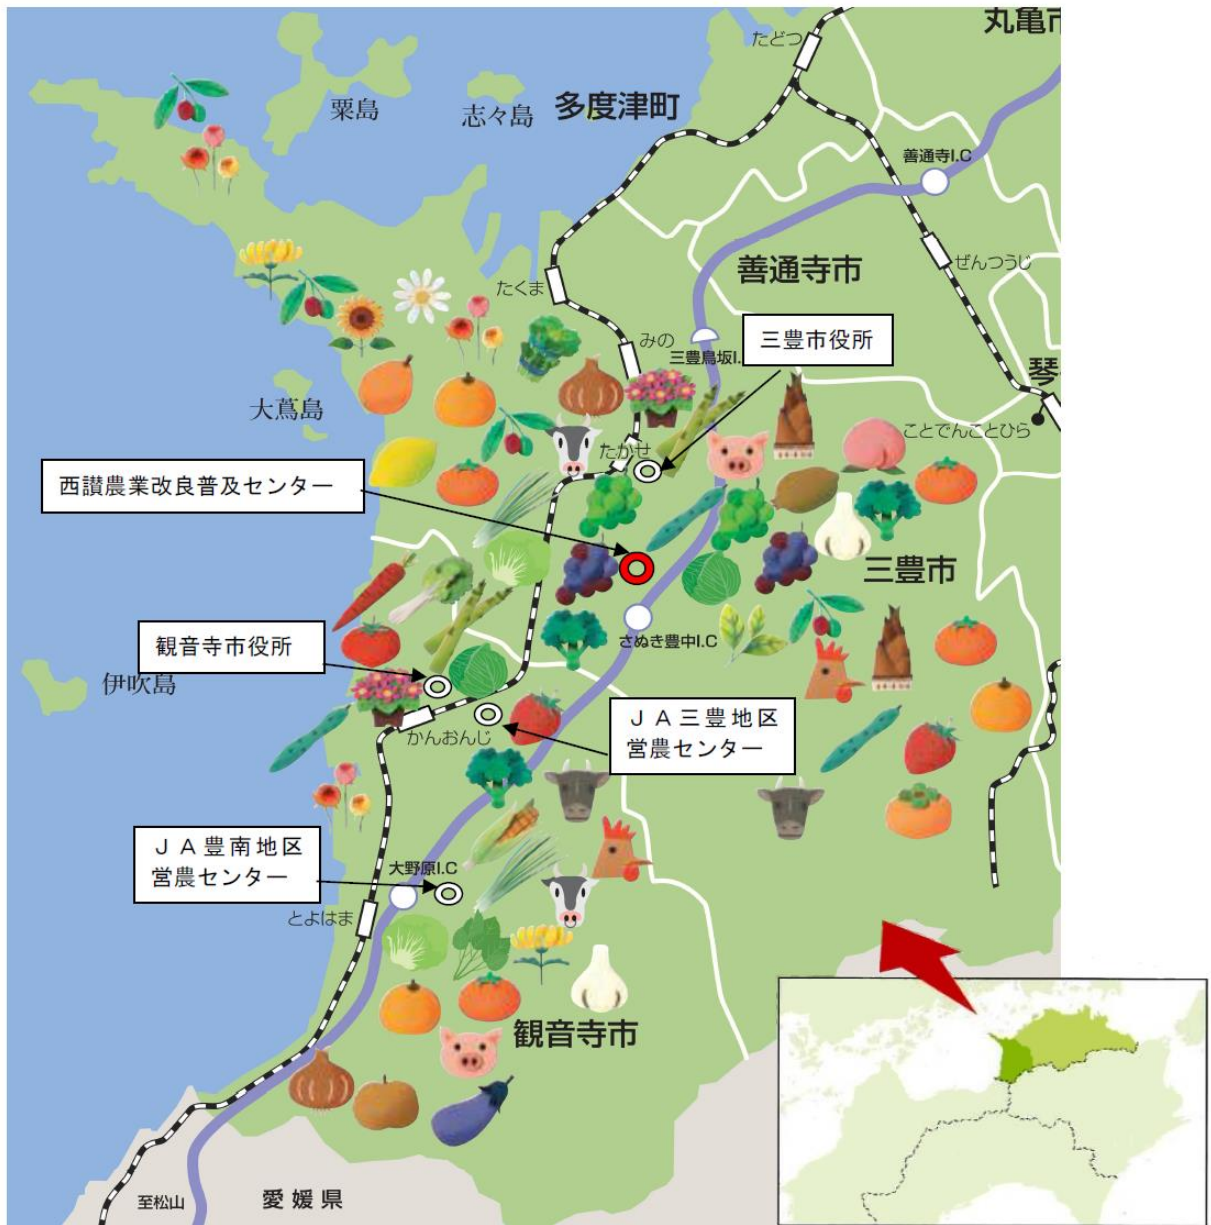 丸亀市
たどつ
粟島
志々島
多度津町
善通寺I.C
善通寺市
ぜんつうじ
たくま
みの
三豊鳥坂I.
三豊市役所
琴
大蔦島
ことでんことひら
たかせ
西讃農業改良普及センター
三豊市
観音寺市役所
さぬき豊中I.C
伊吹島
かんおんじ
ＪＡ三豊地区
営農センター
ＪＡ豊南地区
営農センター
大野原I.C
とよはま
観音寺市
至松山
愛媛県